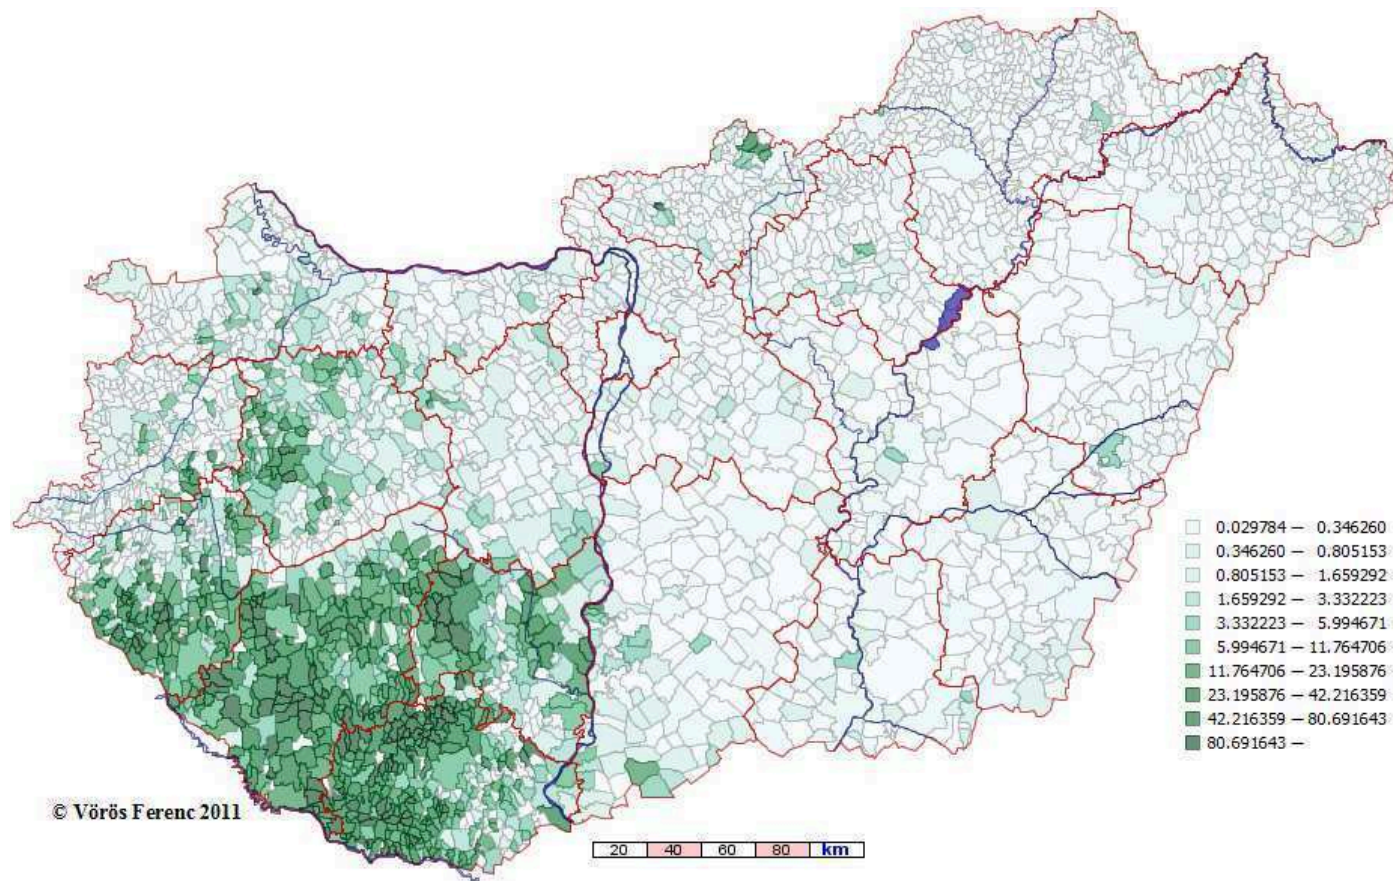 0.029784 — 0.346260
0.346260 — 0.805153
0.805153 — 1.659292
1.659292 — 3.332223
3.332223 — 5.994671
5.994671 — 11.764706
11.764706 — 23.195876
23.195876 — 42.216359
42.216359 — 80.691643
80.691643 —
© Vörös Ferenc 2011
20 40 60 80 km